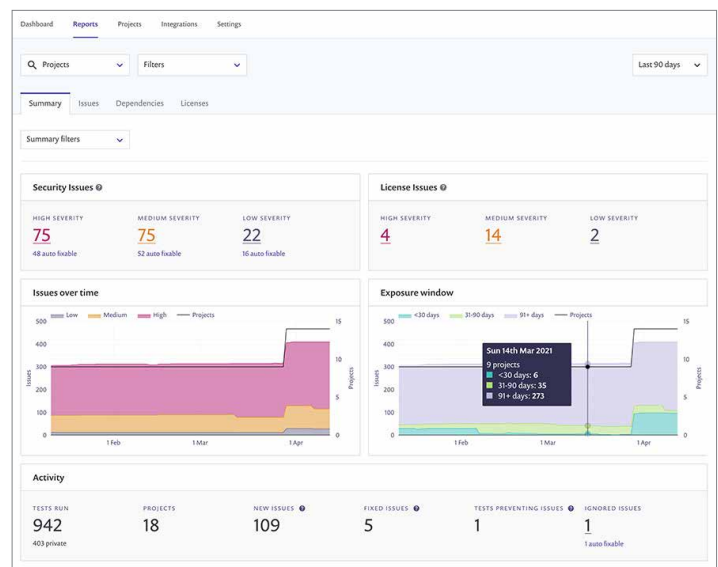 Dashboard Reports Projects Integrations Settings
Projects Filters Last 90 days
Summary Issues Dependencies Licenses
Summary filters
Security Issues ?
HIGH SEVERITY MEDIUM SEVERITY LOW SEVERITY
75 75 22
48 auto fixable 52 auto fixable 16 auto fixable
License Issues ?
HIGH SEVERITY MEDIUM SEVERITY LOW SEVERITY
4 14 2
Issues over time
Low Medium High Projects
500 15
400
10
300
200
5
100
0 0
Issues
Projects
1 Feb 1 Mar 1 Apr
Exposure window
<30 days 31-90 days 91+ days Projects
500 15
400
10
300
200
5
100
0 0
Issues
Projects
Sun 14th Mar 2021
9 projects
<30 days: 6
31-90 days: 35
91+ days: 273
1 Feb 1 Mar 1 Apr
Activity
TESTS RUN PROJECTS NEW ISSUES ? FIXED ISSUES ? TESTS PREVENTING ISSUES ? IGNORED ISSUES
942 18 109 5 1 1
403 private 1 auto fixable